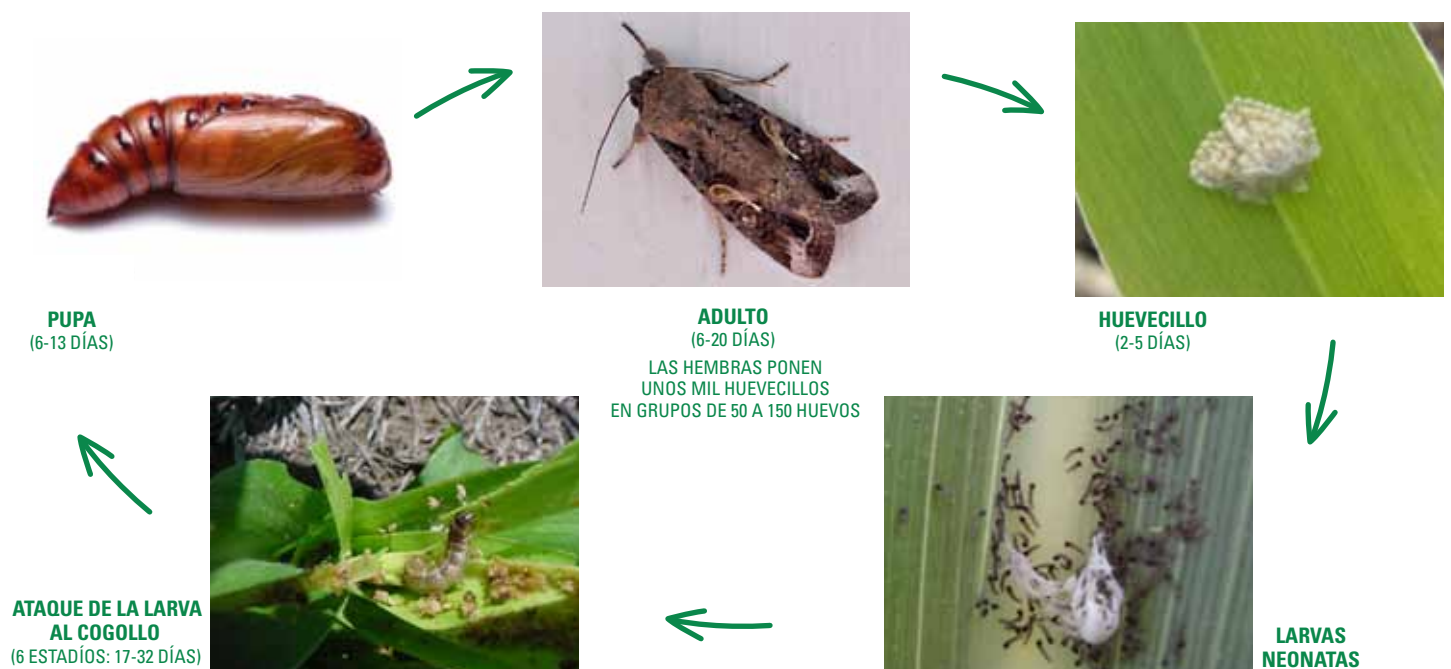 PUPA
(6-13 DÍAS)
ADULTO
(6-20 DÍAS)
LAS HEMBRAS PONEN
UNOS MIL HUEVECILLOS
EN GRUPOS DE 50 A 150 HUEVOS
HUEVECILLO
(2-5 DÍAS)
LARVAS
NEONATAS
ATAQUE DE LA LARVA
AL COGOLLO
(6 ESTADÍOS: 17-32 DÍAS)